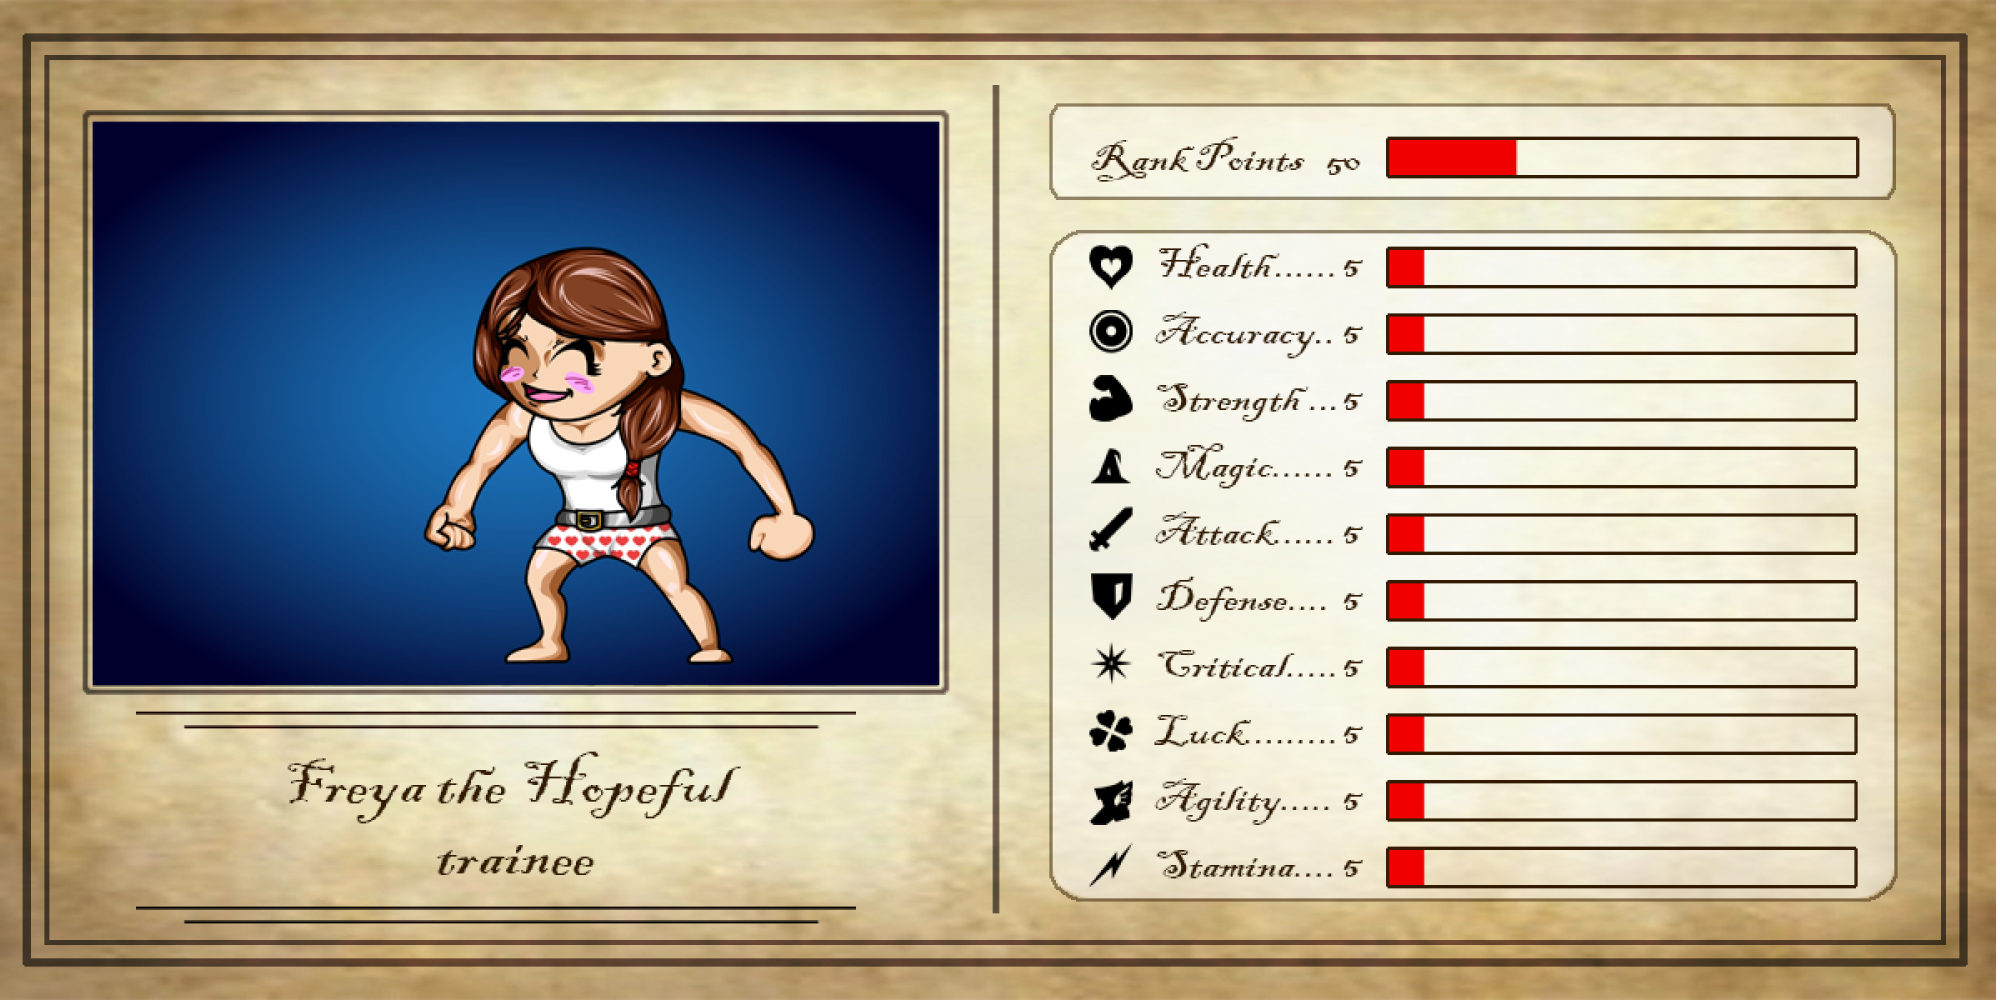 Rank Points 50
Health...... 5
Accuracy.. 5
Strength ... 5
Magic...... 5
Attack...... 5
Defense.... 5
Critical..... 5
Luck......... 5
Agility..... 5
Stamina.... 5
Freya the Hopeful
trainee